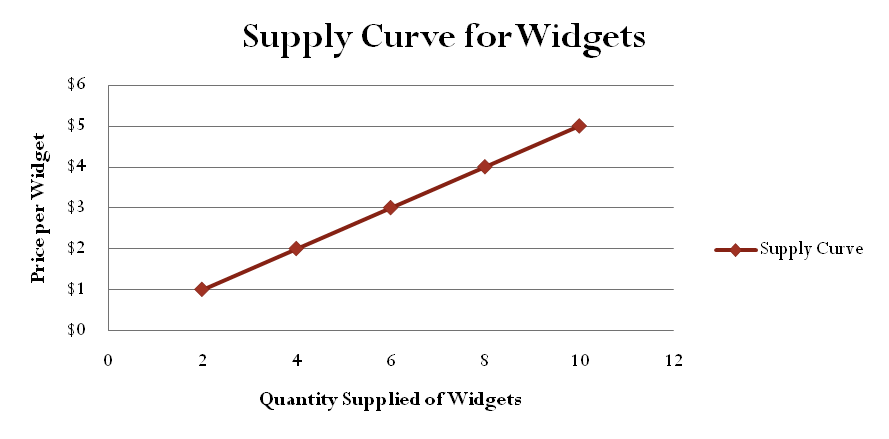 Supply Curve for Widgets
$6
$5
$4
$3
$2
$1
$0
Price per Widget
0 2 4 6 8 10 12
Quantity Supplied of Widgets
Supply Curve